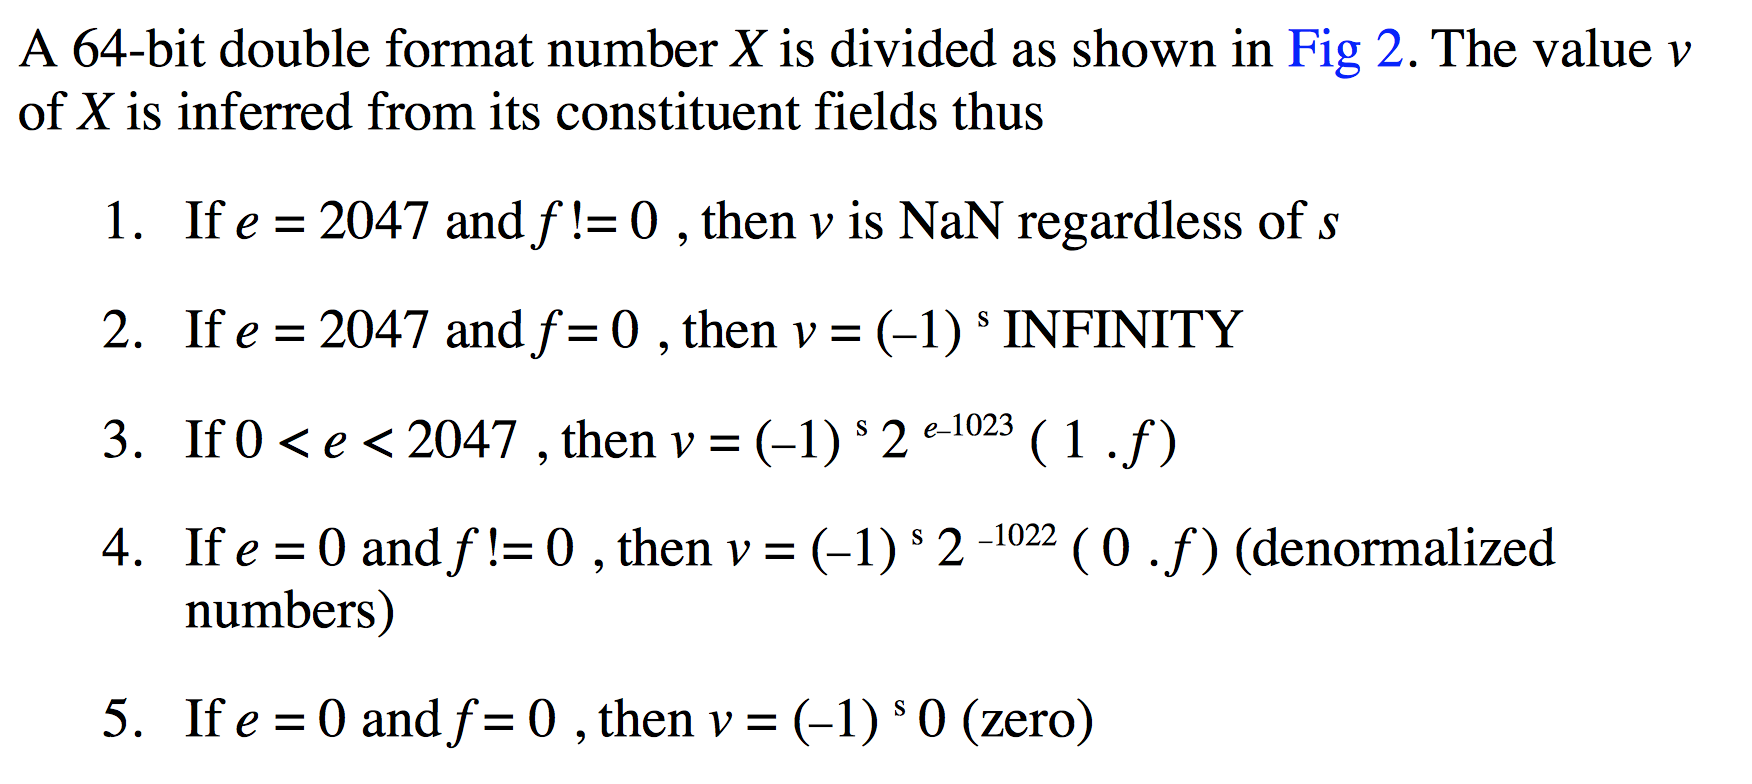 A 64-bit double format number X is divided as shown in Fig 2. The value v
of X is inferred from its constituent fields thus
1. If e = 2047 and f != 0 , then v is NaN regardless of s
2. If e = 2047 and f = 0 , then v = (–1) s INFINITY
3. If 0 < e < 2047 , then v = (–1) s 2 e–1023 ( 1 .f )
4. If e = 0 and f != 0 , then v = (–1) s 2 –1022 ( 0 .f ) (denormalized
numbers)
5. If e = 0 and f = 0 , then v = (–1) s 0 (zero)